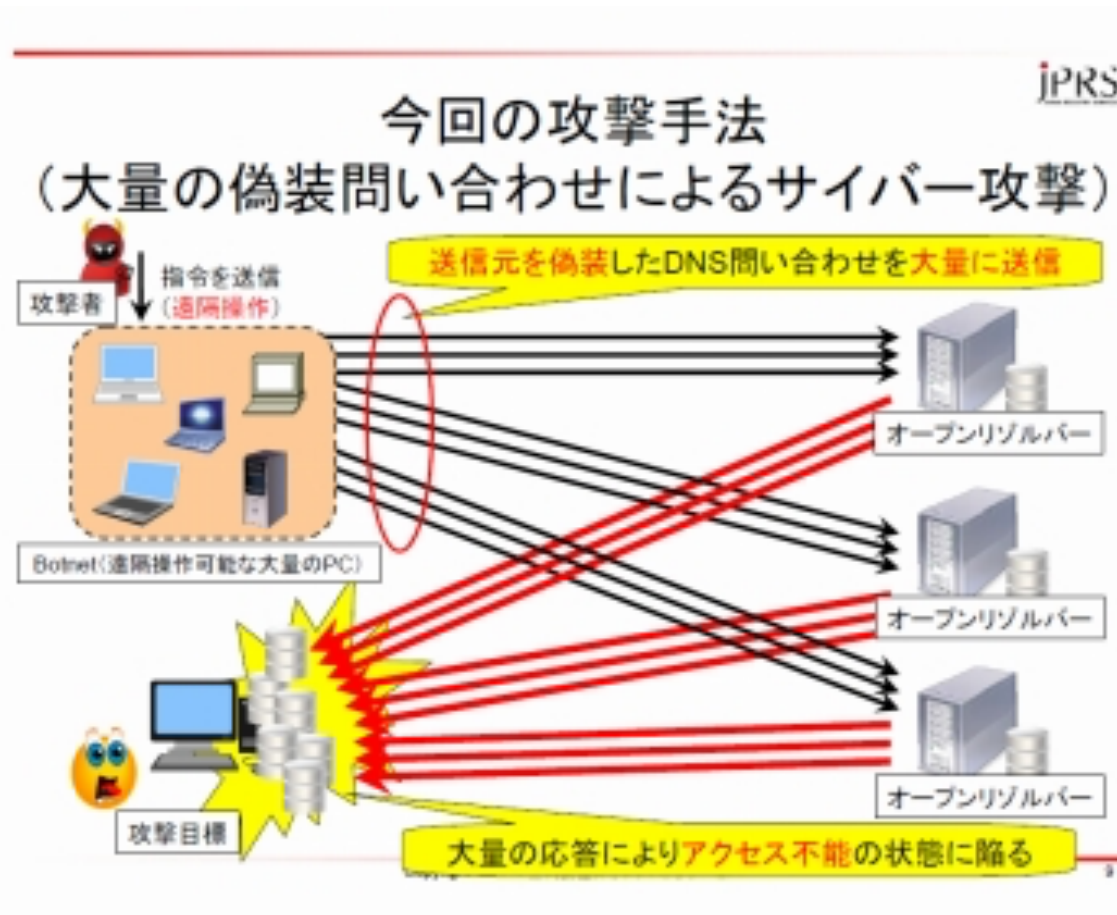 JPRS
今回の攻撃手法
(大量の偽装問い合わせによるサイバー攻撃)
送信元を偽装したDNS問い合わせを大量に送信
指令を送信
(遠隔操作)
攻撃者
オープンリゾルバー
Botnet(遠隔操作可能な大量のPC)
オープンリゾルバー
オープンリゾルバー
攻撃目標
大量の応答によりアクセス不能の状態に陥る